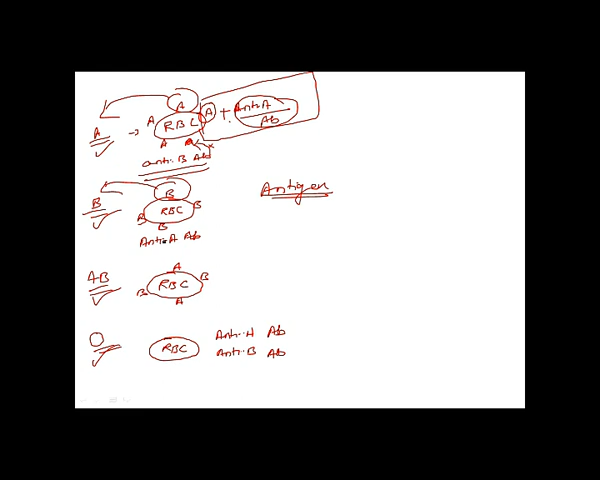 A
A → A RBC A + Anti A
Ab
A
anti.B Ab
B
B B RBC B
B
Anti.A Ab
Antigen
A
AB B RBC B
A
O RBC Anti.H Ab
Anti.B Ab